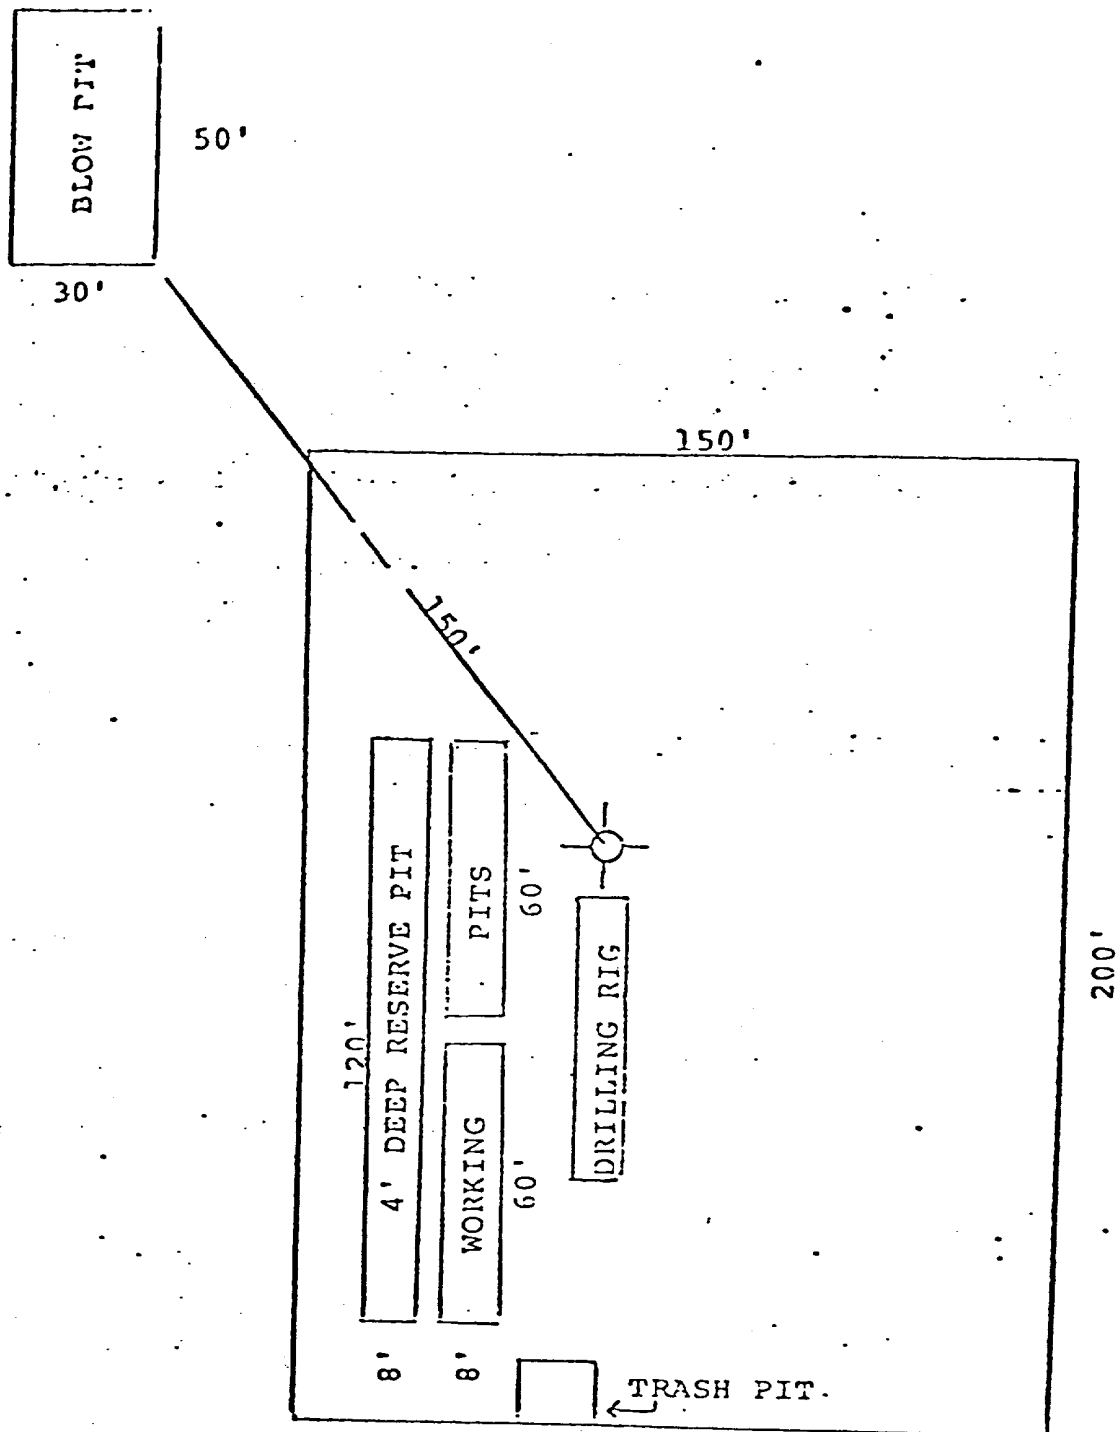 BLOW PIT
50'
30'
150'
150'
200'
120'
4' DEEP RESERVE PIT
PITS
60'
WORKING
60'
DRILLING RIG
8'
8'
TRASH PIT.